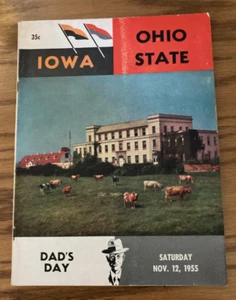 35c
IOWA
OHIO
STATE
DAD'S
DAY
SATURDAY
NOV. 12, 1955